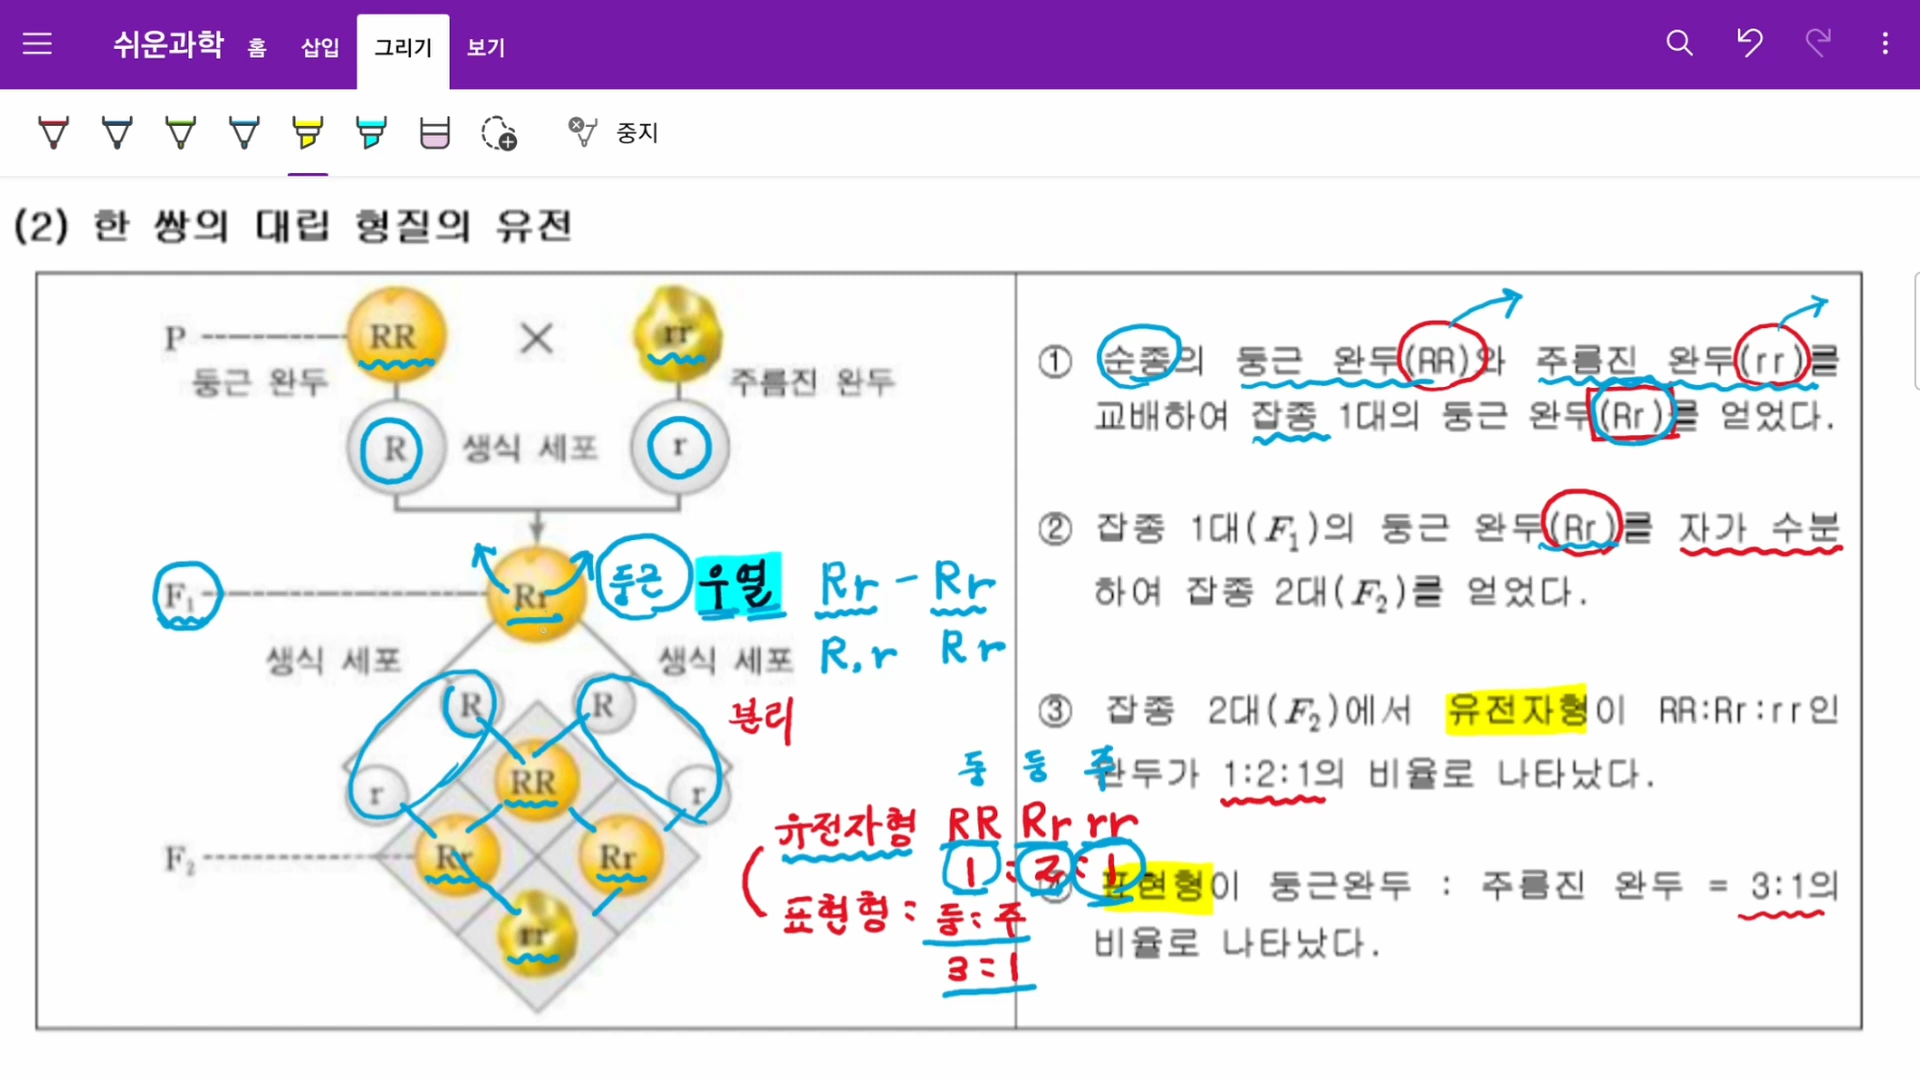 쉬운과학 홈 삽입 그리기 보기
중지
(2) 한 쌍의 대립 형질의 유전
P RR × rr
둥근 완두 주름진 완두
R 생식 세포 r
F₁ Rr 둥근 우열 Rr - Rr
생식 세포 생식 세포 R, r R r
R R 분리
r RR r
F₂ Rr Rr
rr
둥 둥 주
유전자형 RR Rr rr
1 : 2 : 1
표현형 : 둥 : 주
3 : 1
① 순종의 둥근 완두(RR)와 주름진 완두(rr)를
교배하여 잡종 1대의 둥근 완두(Rr)를 얻었다.
② 잡종 1대(F₁)의 둥근 완두(Rr)를 자가 수분
하여 잡종 2대(F₂)를 얻었다.
③ 잡종 2대(F₂)에서 유전자형이 RR:Rr:rr인
완두가 1:2:1의 비율로 나타났다.
④ 표현형이 둥근완두 : 주름진 완두 = 3:1의
비율로 나타났다.